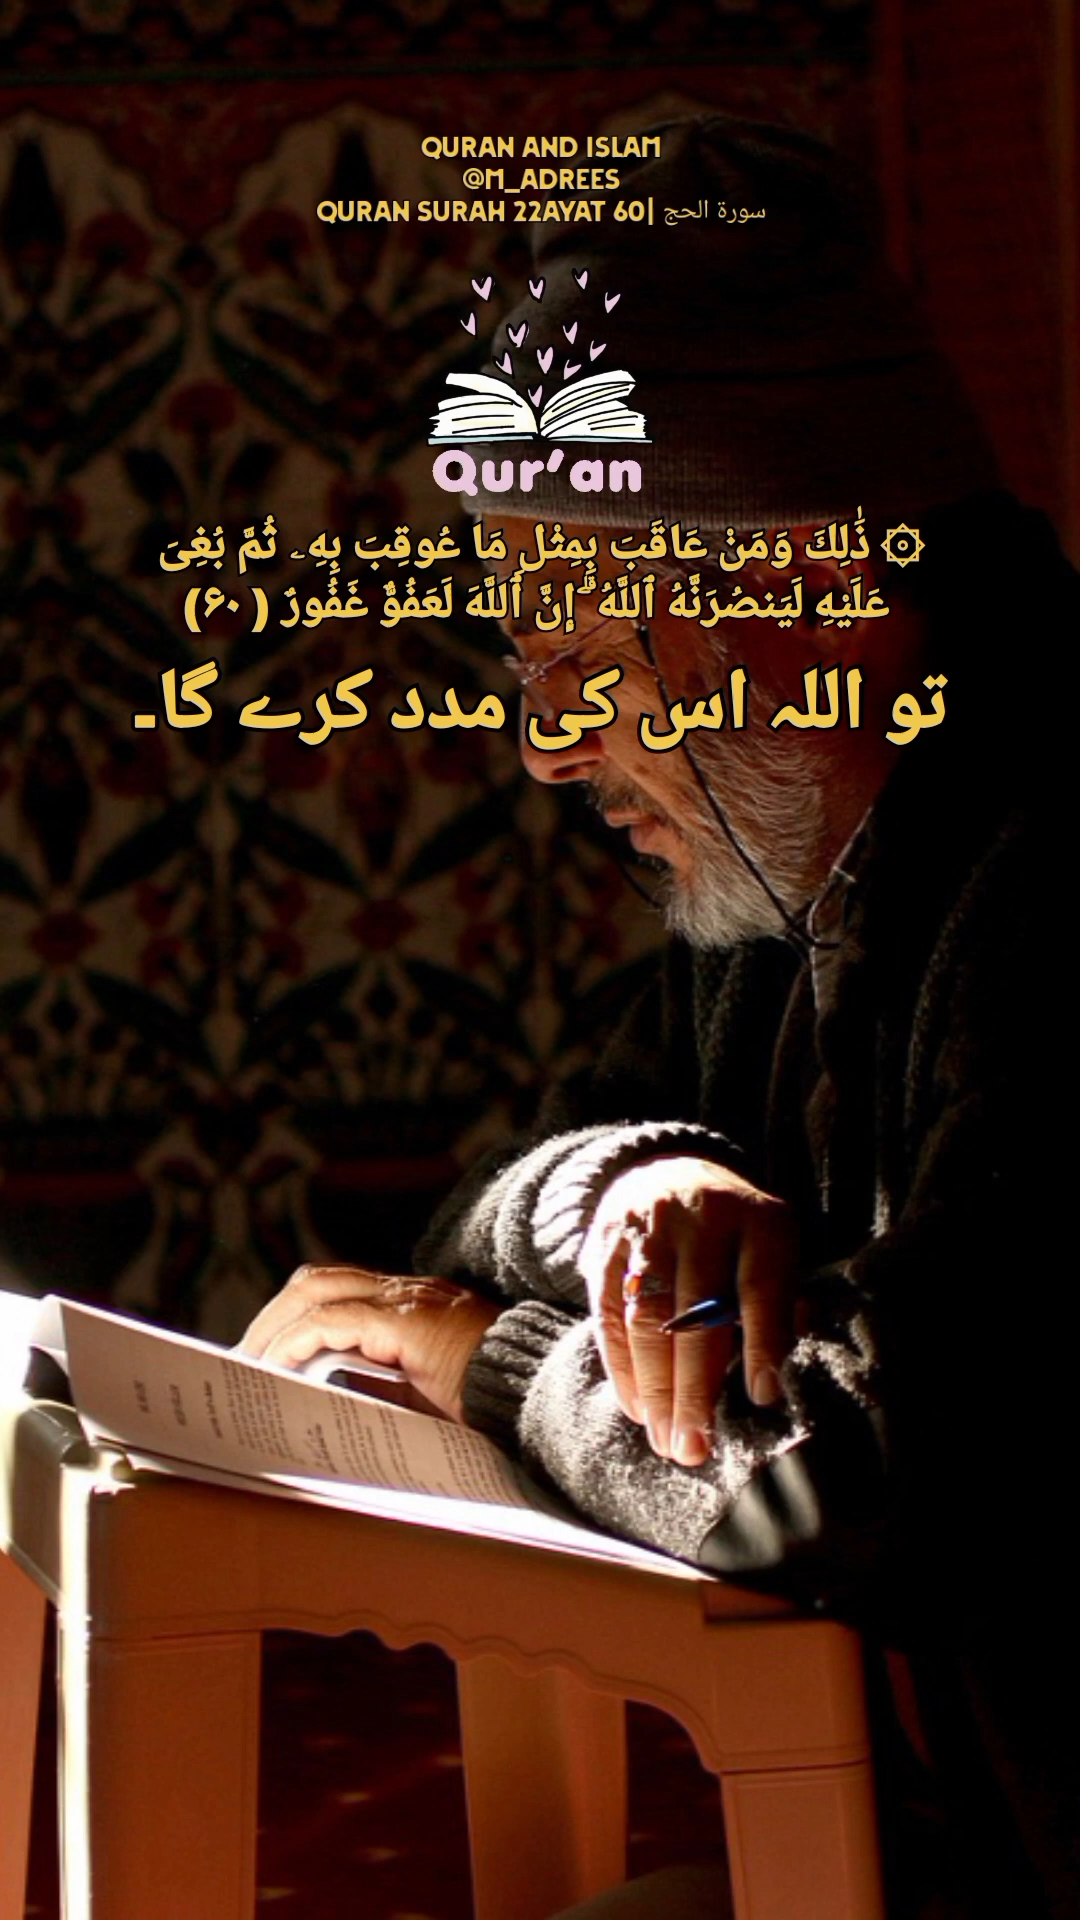 QURAN AND ISLAM
@M_ADREES
QURAN SURAH 22AYAT 60| سورة الحج
Qur'an
۞ ذَٰلِكَ وَمَنْ عَاقَبَ بِمِثْلِ مَا عُوقِبَ بِهِۦ ثُمَّ بُغِىَ
عَلَيْهِ لَيَنصُرَنَّهُ ٱللَّهُ ۗ إِنَّ ٱللَّهَ لَعَفُوٌّ غَفُورٌ ( ۶۰)
تو اللہ اس کی مدد کرے گا۔